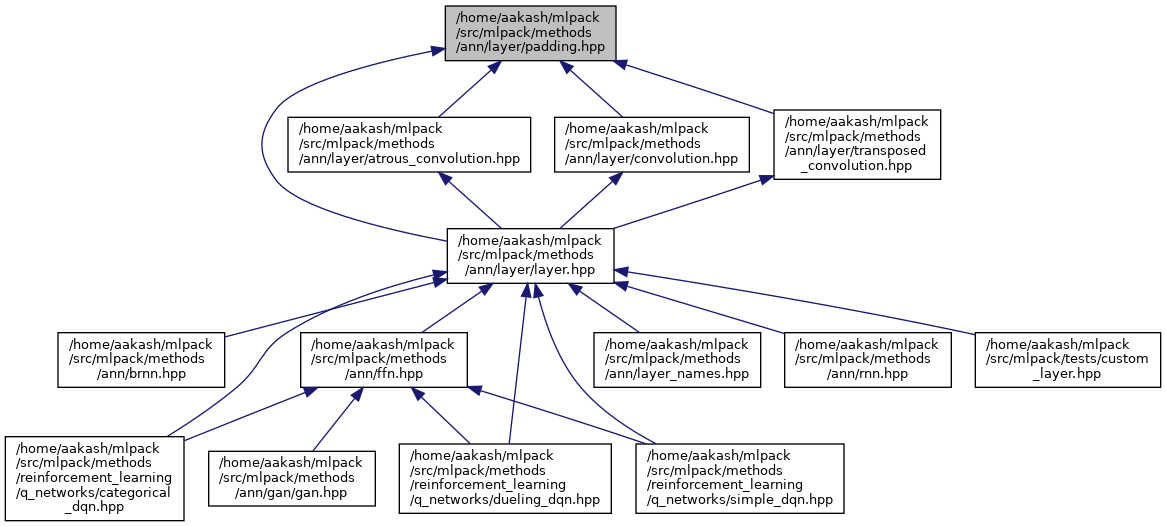 /home/aakash/mlpack
/src/mlpack/methods
/ann/layer/padding.hpp
/home/aakash/mlpack
/src/mlpack/methods
/ann/layer/atrous_convolution.hpp
/home/aakash/mlpack
/src/mlpack/methods
/ann/layer/convolution.hpp
/home/aakash/mlpack
/src/mlpack/methods
/ann/layer/transposed
_convolution.hpp
/home/aakash/mlpack
/src/mlpack/methods
/ann/layer/layer.hpp
/home/aakash/mlpack
/src/mlpack/methods
/ann/brnn.hpp
/home/aakash/mlpack
/src/mlpack/methods
/ann/ffn.hpp
/home/aakash/mlpack
/src/mlpack/methods
/ann/layer_names.hpp
/home/aakash/mlpack
/src/mlpack/methods
/ann/rnn.hpp
/home/aakash/mlpack
/src/mlpack/tests/custom
_layer.hpp
/home/aakash/mlpack
/src/mlpack/methods
/reinforcement_learning
/q_networks/categorical
_dqn.hpp
/home/aakash/mlpack
/src/mlpack/methods
/ann/gan/gan.hpp
/home/aakash/mlpack
/src/mlpack/methods
/reinforcement_learning
/q_networks/dueling_dqn.hpp
/home/aakash/mlpack
/src/mlpack/methods
/reinforcement_learning
/q_networks/simple_dqn.hpp